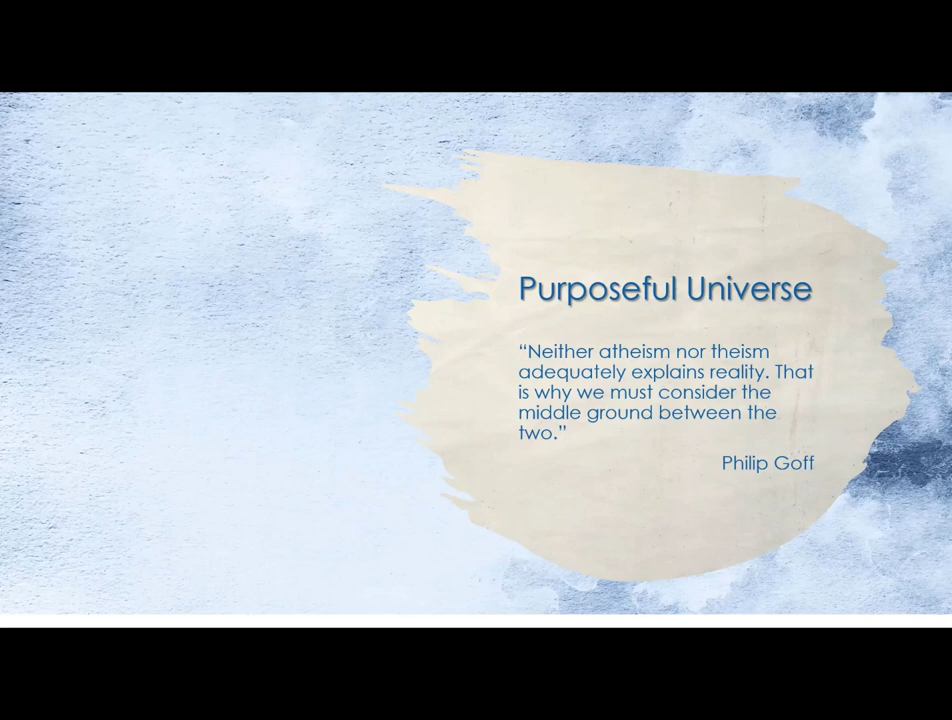 Purposeful Universe
“Neither atheism nor theism
adequately explains reality. That
is why we must consider the
middle ground between the
two.”
Philip Goff